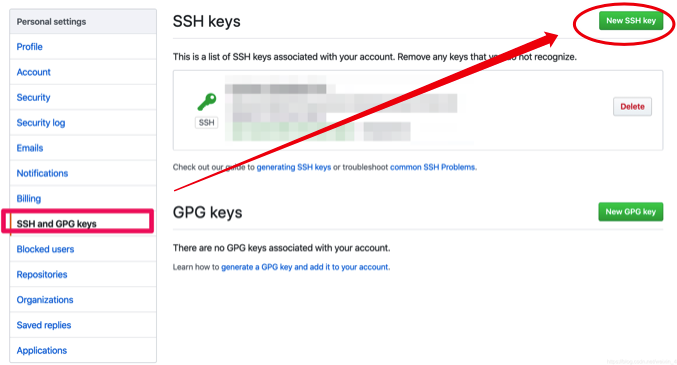 Personal settings
Profile
Account
Security
Security log
Emails
Notifications
Billing
SSH and GPG keys
Blocked users
Repositories
Organizations
Saved replies
Applications
SSH keys
New SSH key
This is a list of SSH keys associated with your account. Remove any keys that you do not recognize.
SSH
Delete
Check out our guide to generating SSH keys or troubleshoot common SSH Problems.
GPG keys
New GPG key
There are no GPG keys associated with your account.
Learn how to generate a GPG key and add it to your account.